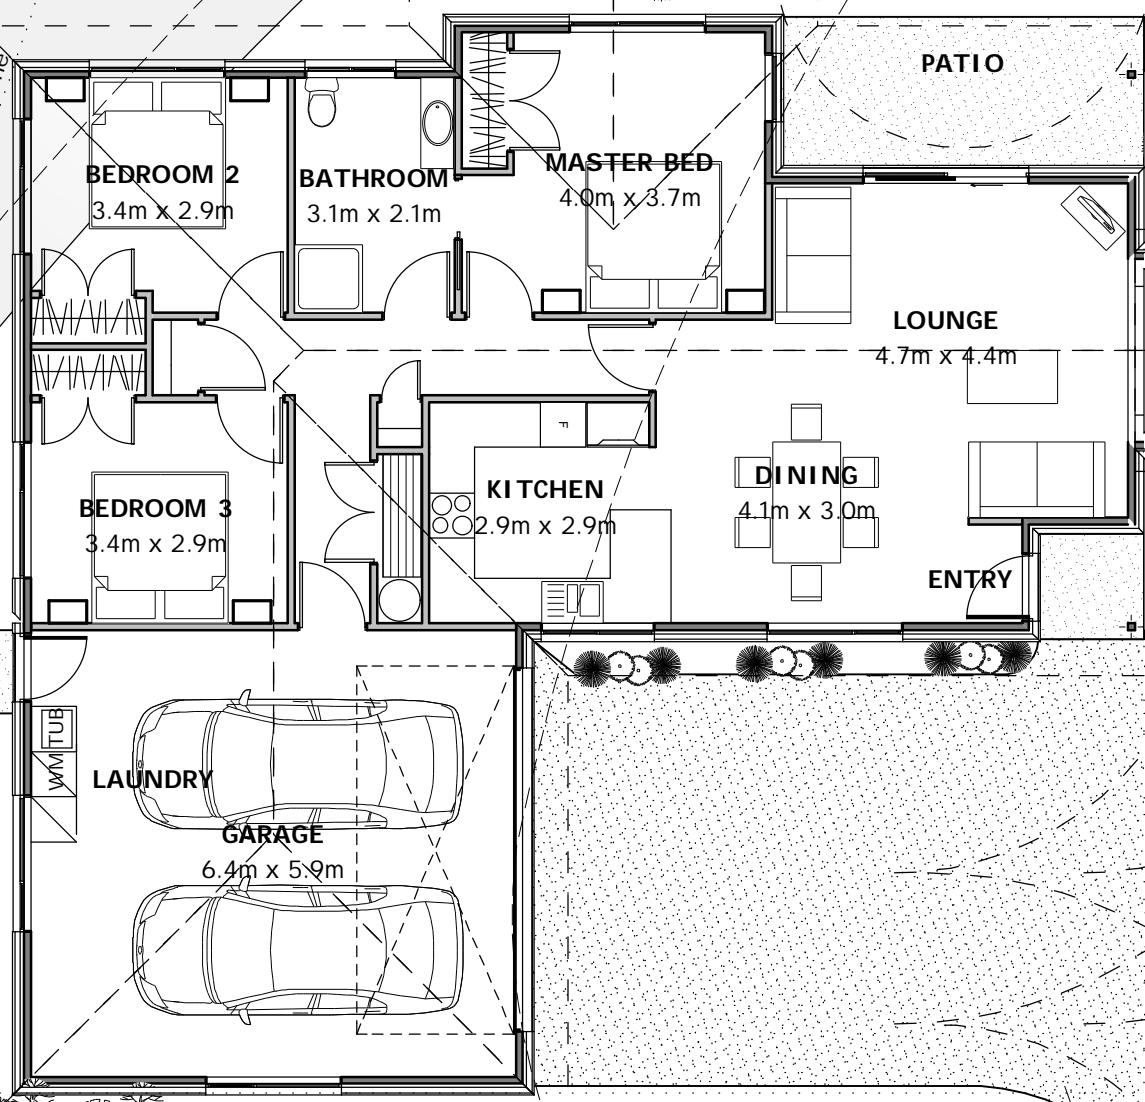 PATIO
MASTER BED
4.0m x 3.7m
BEDROOM 2
3.4m x 2.9m
BATHROOM
3.1m x 2.1m
LOUNGE
4.7m x 4.4m
F
KITCHEN
2.9m x 2.9m
DINING
4.1m x 3.0m
BEDROOM 3
3.4m x 2.9m
ENTRY
TUB
WM
LAUNDRY
GARAGE
6.4m x 5.9m